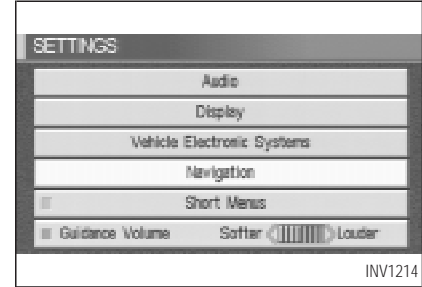 SETTINGS
Audio
Display
Vehicle Electronic Systems
Navigation
Short Menus
Guidance Volume Softer Louder
INV1214